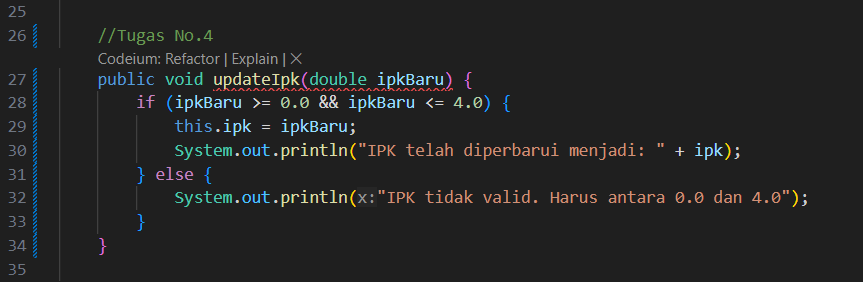 25
26 //Tugas No.4
Codeium: Refactor | Explain | ×
27 public void updateIpk(double ipkBaru) {
28 if (ipkBaru >= 0.0 && ipkBaru <= 4.0) {
29 this.ipk = ipkBaru;
30 System.out.println("IPK telah diperbarui menjadi: " + ipk);
31 } else {
32 System.out.println(x:"IPK tidak valid. Harus antara 0.0 dan 4.0");
33 }
34 }
35